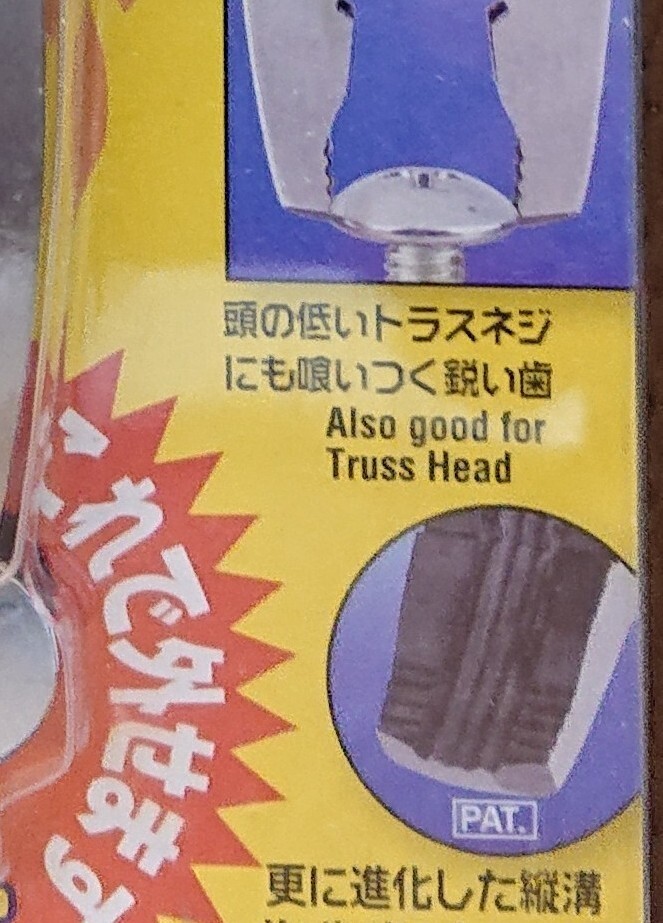 頭の低いトラスネジ
にも喰いつく鋭い歯
Also good for
Truss Head
れで外せます
PAT.
更に進化した縦溝